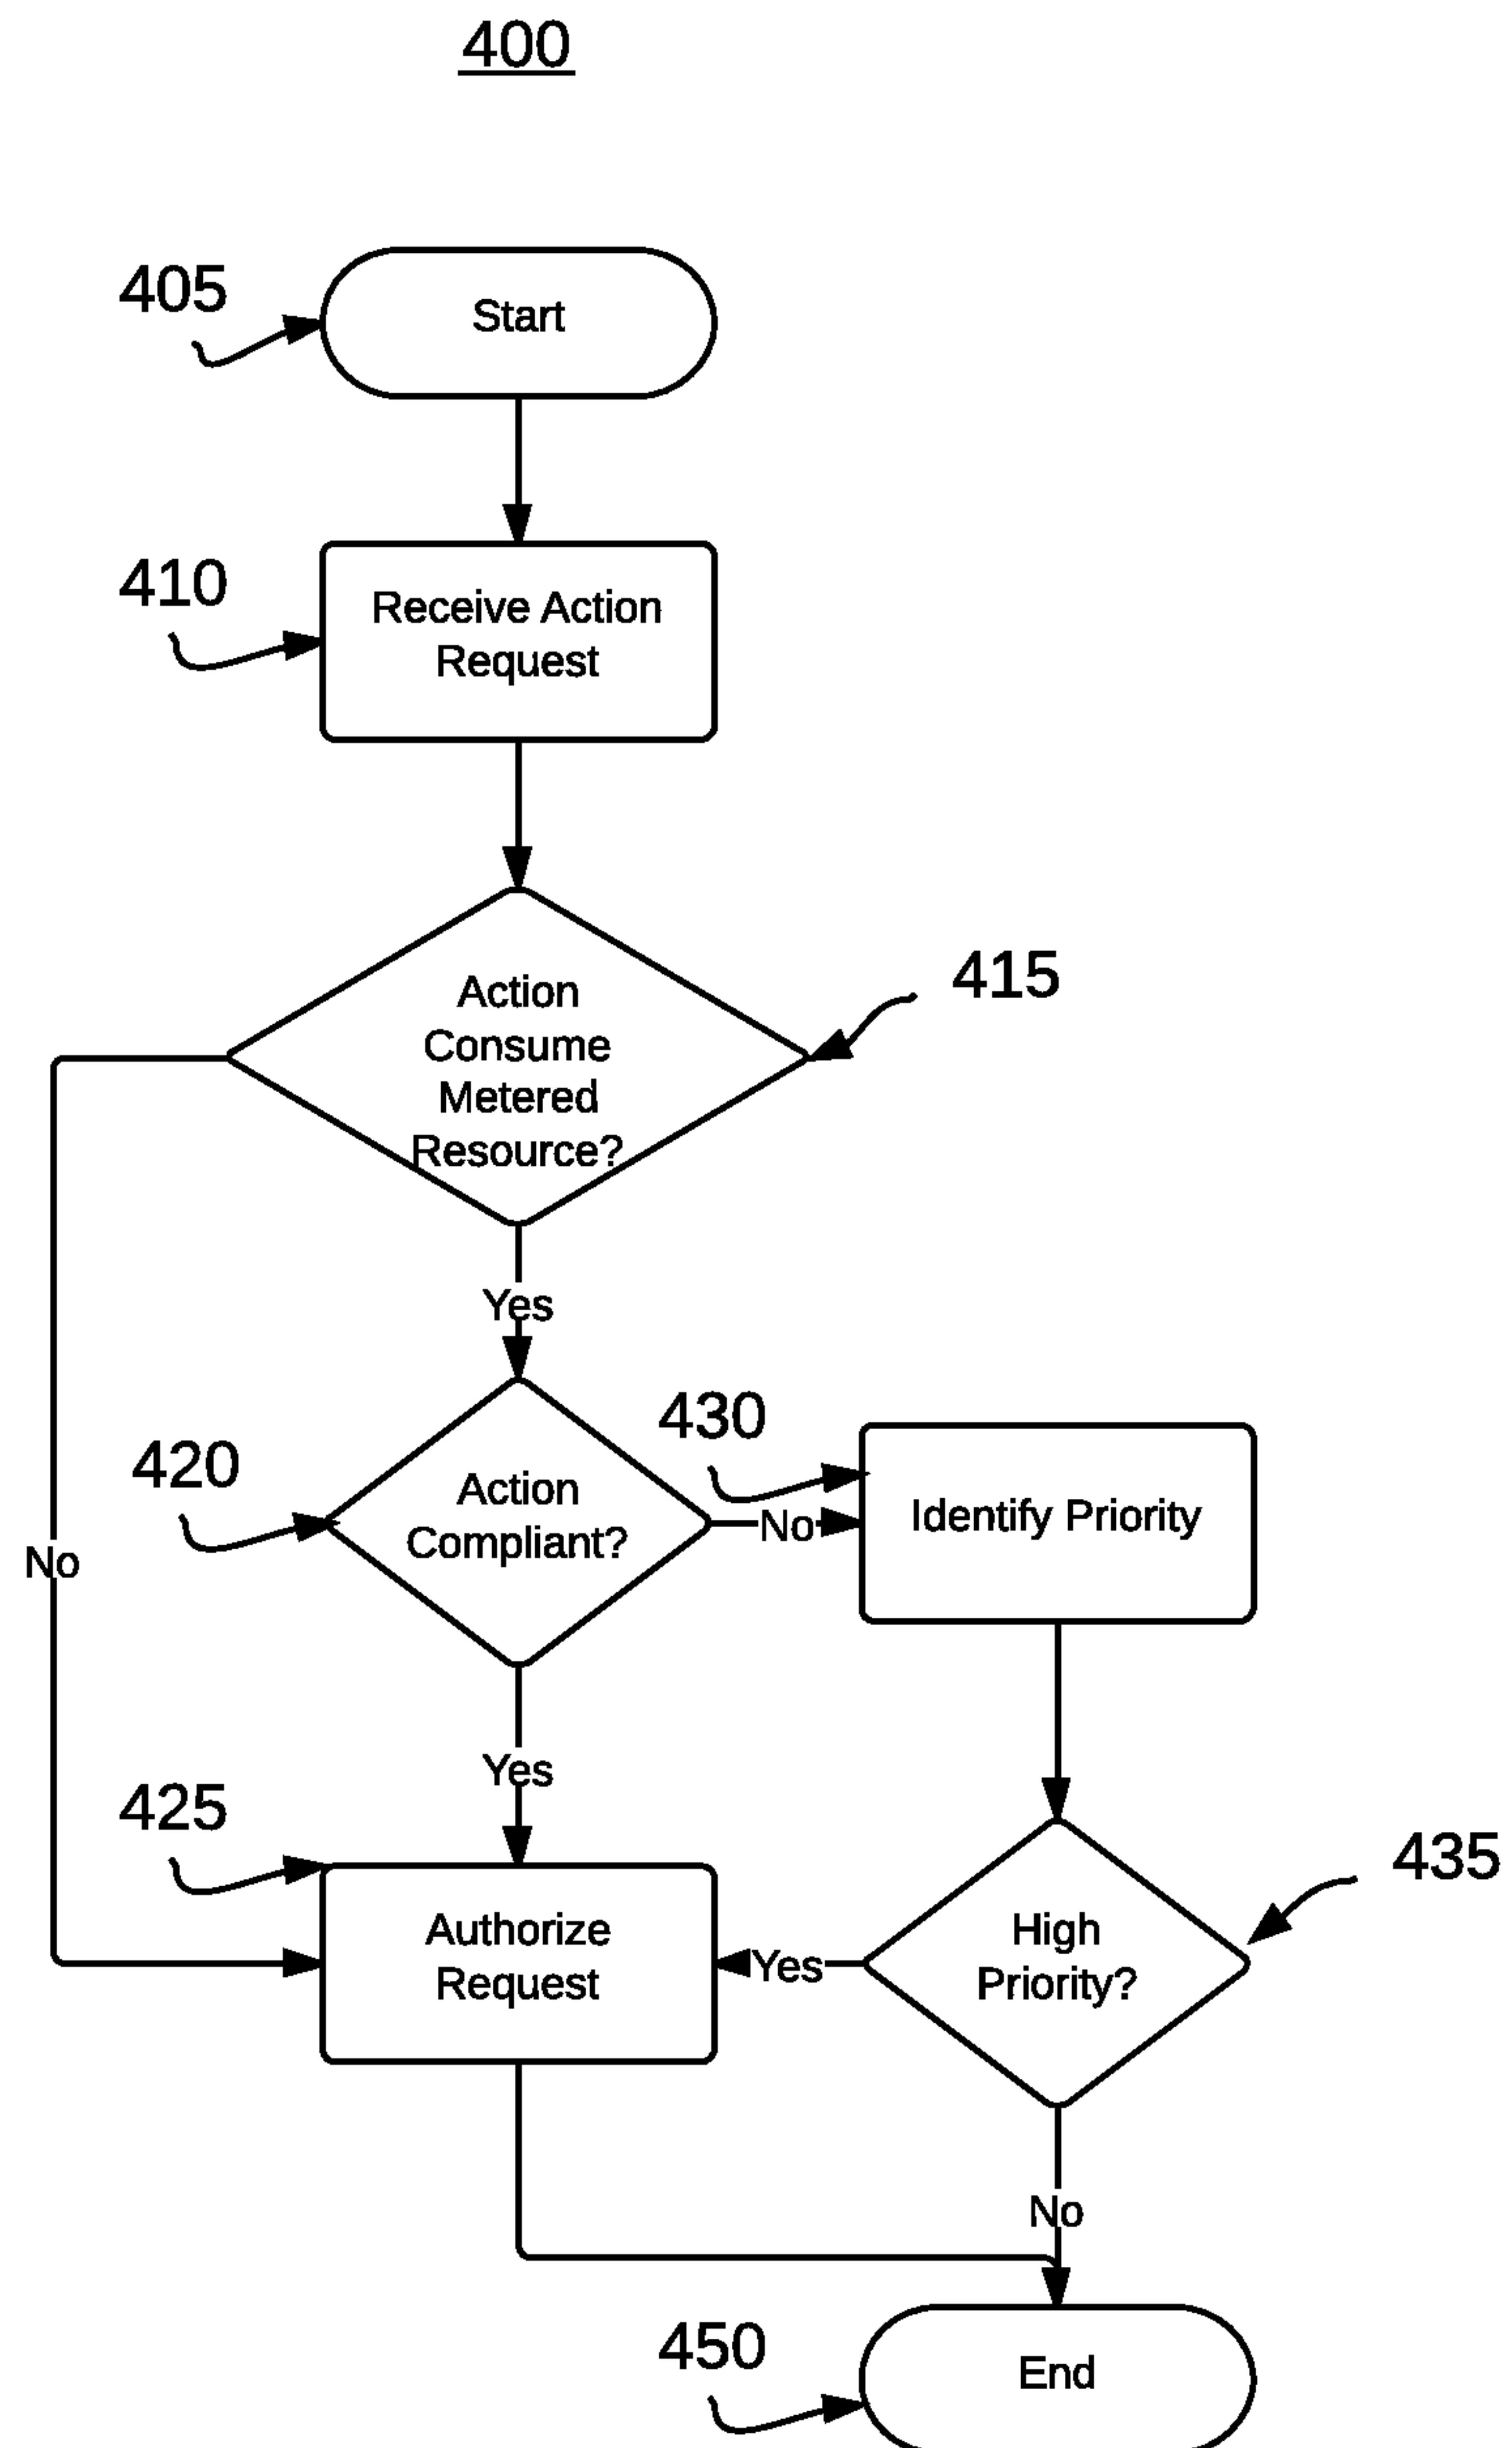 400
405
Start
410
Receive Action
Request
415
Action
Consume
Metered
Resource?
Yes
430
420
Action
Compliant?
No
Identify Priority
No
Yes
425
435
Authorize
Request
Yes
High
Priority?
No
450
End